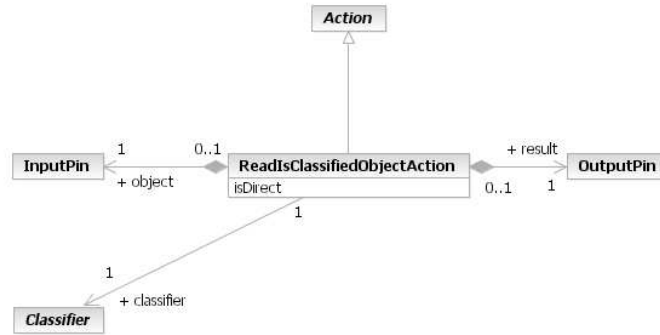 Action
1
0..1
InputPin
+ object
ReadIsClassifiedObjectAction
isDirect
+ result
0..1
1
OutputPin
1
1
+ classifier
Classifier